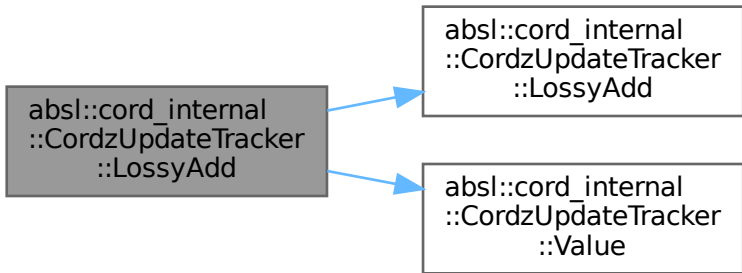 absl::cord_internal
::CordzUpdateTracker
::LossyAdd
absl::cord_internal
::CordzUpdateTracker
::LossyAdd
absl::cord_internal
::CordzUpdateTracker
::Value